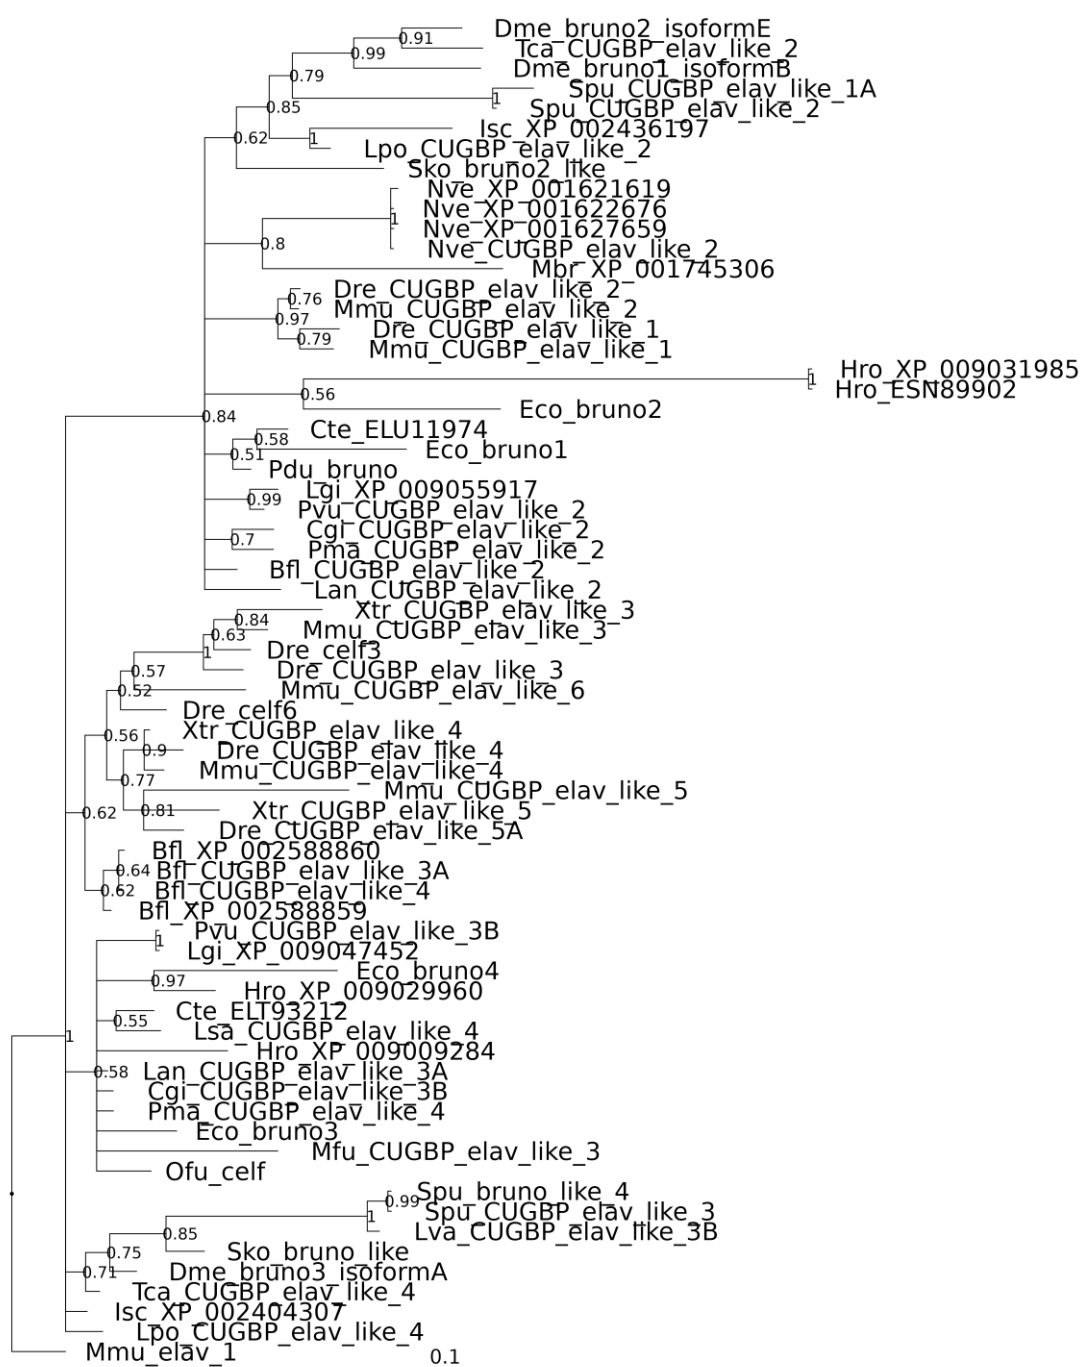 Dme_bruno2_isoformE
0.91
Tca_CUGBP_elav_like_2
0.99
Dme_bruno1_isoformB
0.79
Spu_CUGBP_elav_like_1A
1
0.85
Spu_CUGBP_elav_like_2
Isc_XP_002436197
0.62
1
Lpo_CUGBP_elav_like_2
Sko_bruno2_like
Nve_XP_001621619
Nve_XP_001622676
1
Nve_XP_001627659
0.8
Nve_CUGBP_elav_like_2
Mbr_XP_001745306
Dre_CUGBP_elav_like_2
0.76
Mmu_CUGBP_elav_like_2
0.97
Dre_CUGBP_elav_like_1
0.79
Mmu_CUGBP_elav_like_1
Hro_XP_009031985
1
Hro_ESN89902
0.56
Eco_bruno2
0.84
Cte_ELU11974
0.58
Eco_bruno1
0.51
Pdu_bruno
Lgi_XP_009055917
0.99
Pvu_CUGBP_elav_like_2
Cgi_CUGBP_elav_like_2
0.7
Pma_CUGBP_elav_like_2
Bfl_CUGBP_elav_like_2
Lan_CUGBP_elav_like_2
Xtr_CUGBP_elav_like_3
0.84
Mmu_CUGBP_elav_like_3
0.63
Dre_celf3
1
Dre_CUGBP_elav_like_3
0.57
Mmu_CUGBP_elav_like_6
0.52
Dre_celf6
Xtr_CUGBP_elav_like_4
0.56
Dre_CUGBP_elav_like_4
0.9
Mmu_CUGBP_elav_like_4
0.77
Mmu_CUGBP_elav_like_5
0.62
0.81
Xtr_CUGBP_elav_like_5
Dre_CUGBP_elav_like_5A
Bfl_XP_002588860
0.64
Bfl_CUGBP_elav_like_3A
0.62
Bfl_CUGBP_elav_like_4
Bfl_XP_002588859
Pvu_CUGBP_elav_like_3B
1
Lgi_XP_009047452
Eco_bruno4
0.97
Hro_XP_009029960
Cte_ELT93212
0.55
Lsa_CUGBP_elav_like_4
1
Hro_XP_009009284
0.58
Lan_CUGBP_elav_like_3A
Cgi_CUGBP_elav_like_3B
Pma_CUGBP_elav_like_4
Eco_bruno3
Mfu_CUGBP_elav_like_3
Ofu_celf
Spu_bruno_like_4
0.99
Spu_CUGBP_elav_like_3
1
Lva_CUGBP_elav_like_3B
0.85
Sko_bruno_like
0.75
Dme_bruno3_isoformA
0.71
Tca_CUGBP_elav_like_4
Isc_XP_002404307
Lpo_CUGBP_elav_like_4
Mmu_elav_1
0.1